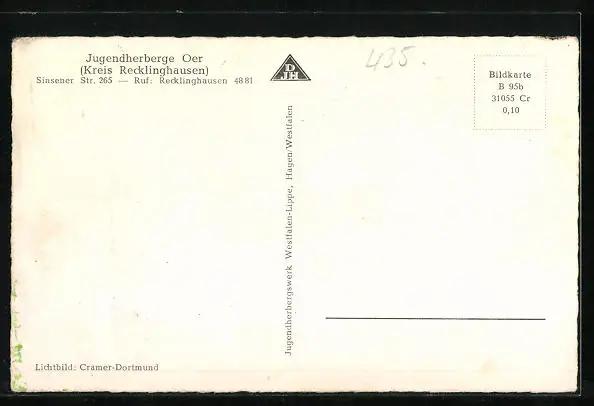 Jugendherberge Oer
(Kreis Recklinghausen)
Sinsener Str. 265 — Ruf: Recklinghausen 4881
DJH
435.
Bildkarte
B 95b
31055 Cr
0,10
Jugendherbergswerk Westfalen-Lippe, Hagen/Westfalen
Lichtbild: Cramer-Dortmund